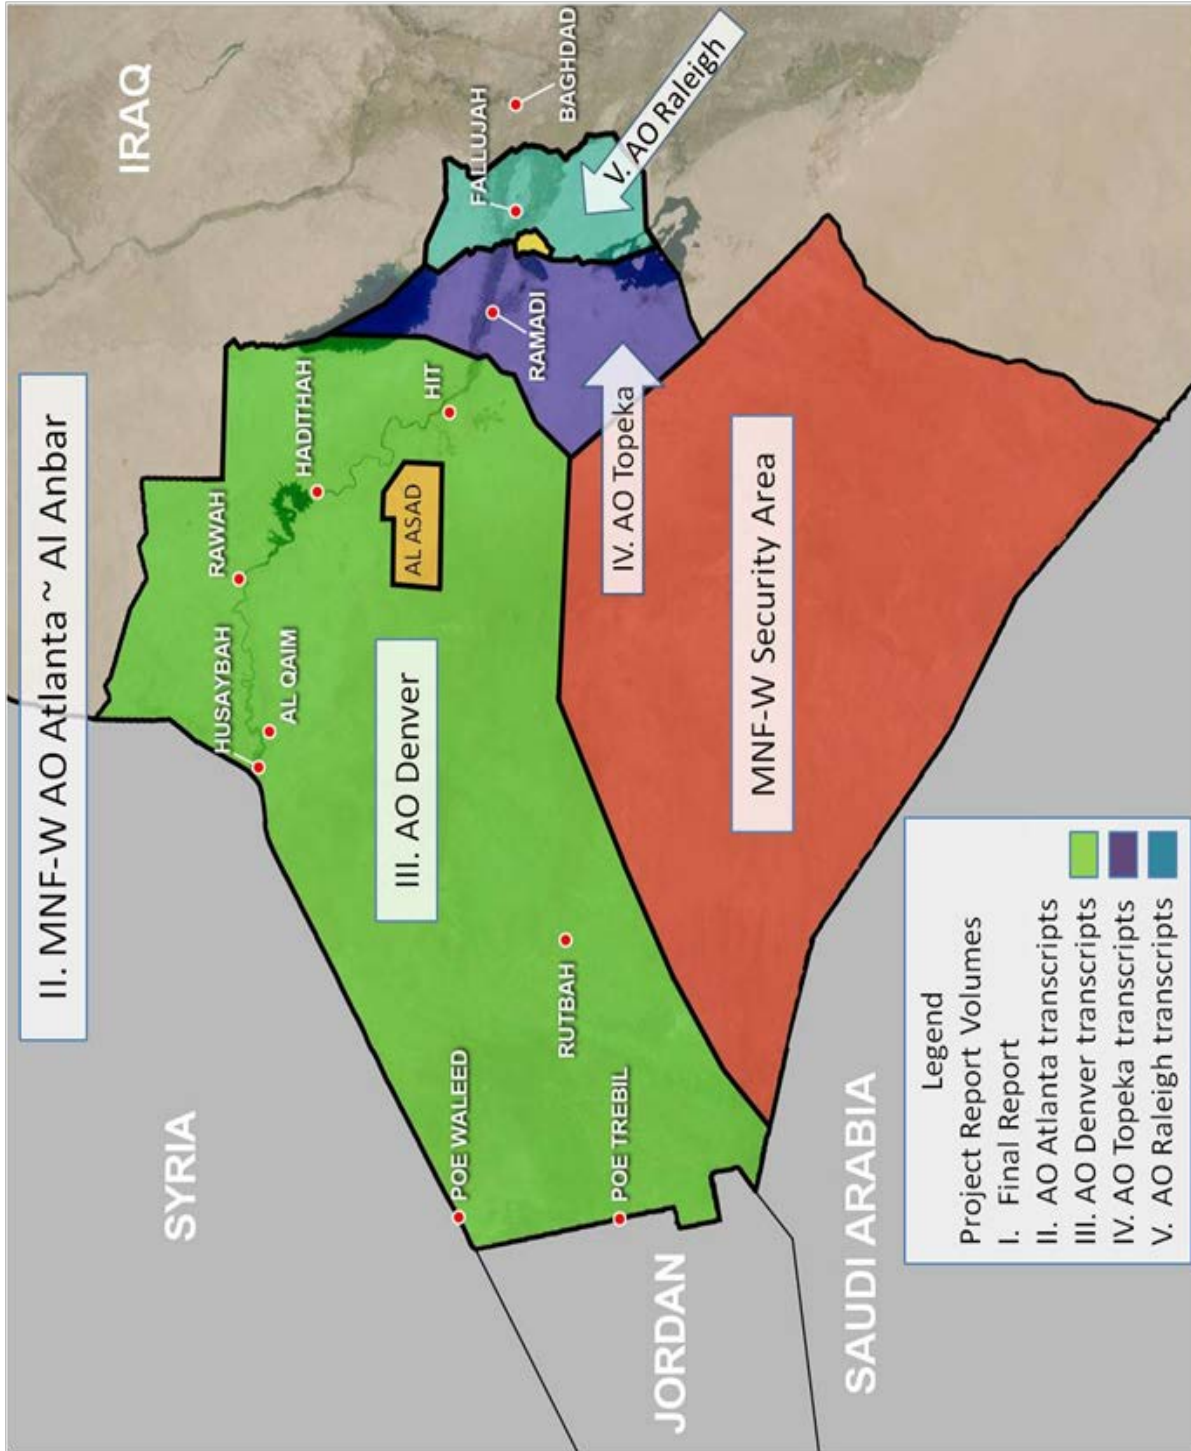 II. MNF-W AO Atlanta ~ Al Anbar
SYRIA
IRAQ
HUSAYBAH
RAWAH
AL QAIM
HADITHAH
FALLUJAH
BAGHDAD
HIT
AL ASAD
III. AO Denver
RAMADI
V. AO Raleigh
POE WALEED
RUTBAH
POE TREBIL
IV. AO Topeka
JORDAN
MNF-W Security Area
SAUDI ARABIA
Legend
Project Report Volumes
I. Final Report
II. AO Atlanta transcripts
III. AO Denver transcripts
IV. AO Topeka transcripts
V. AO Raleigh transcripts